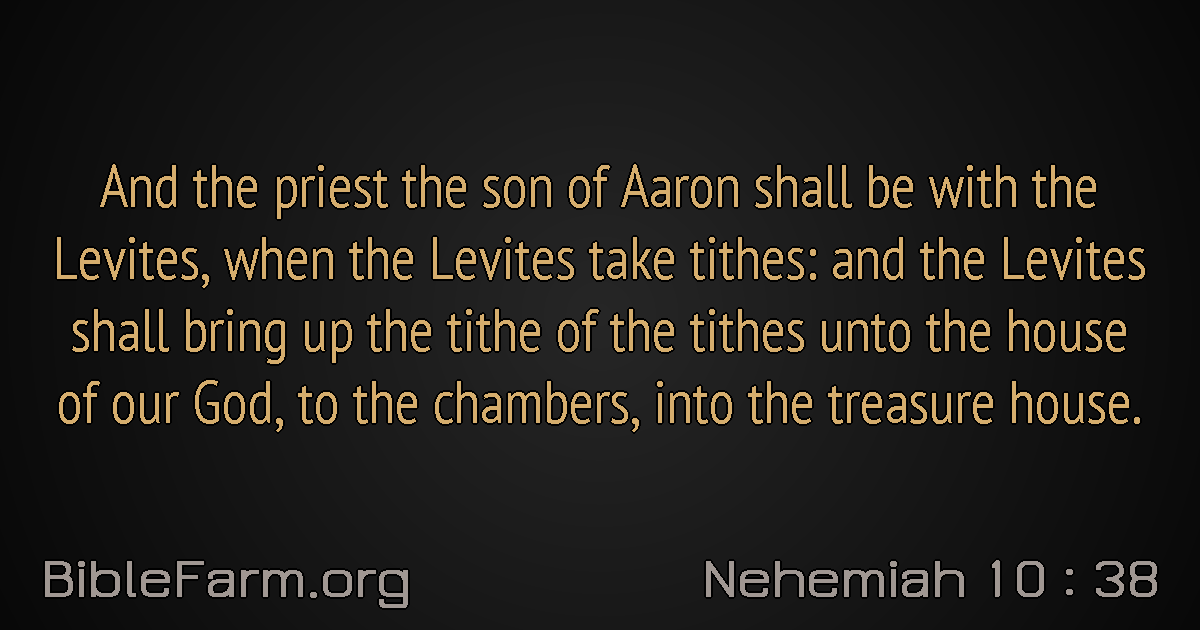 And the priest the son of Aaron shall be with the
Levites, when the Levites take tithes: and the Levites
shall bring up the tithe of the tithes unto the house
of our God, to the chambers, into the treasure house.
BibleFarm.org
Nehemiah 10 : 38